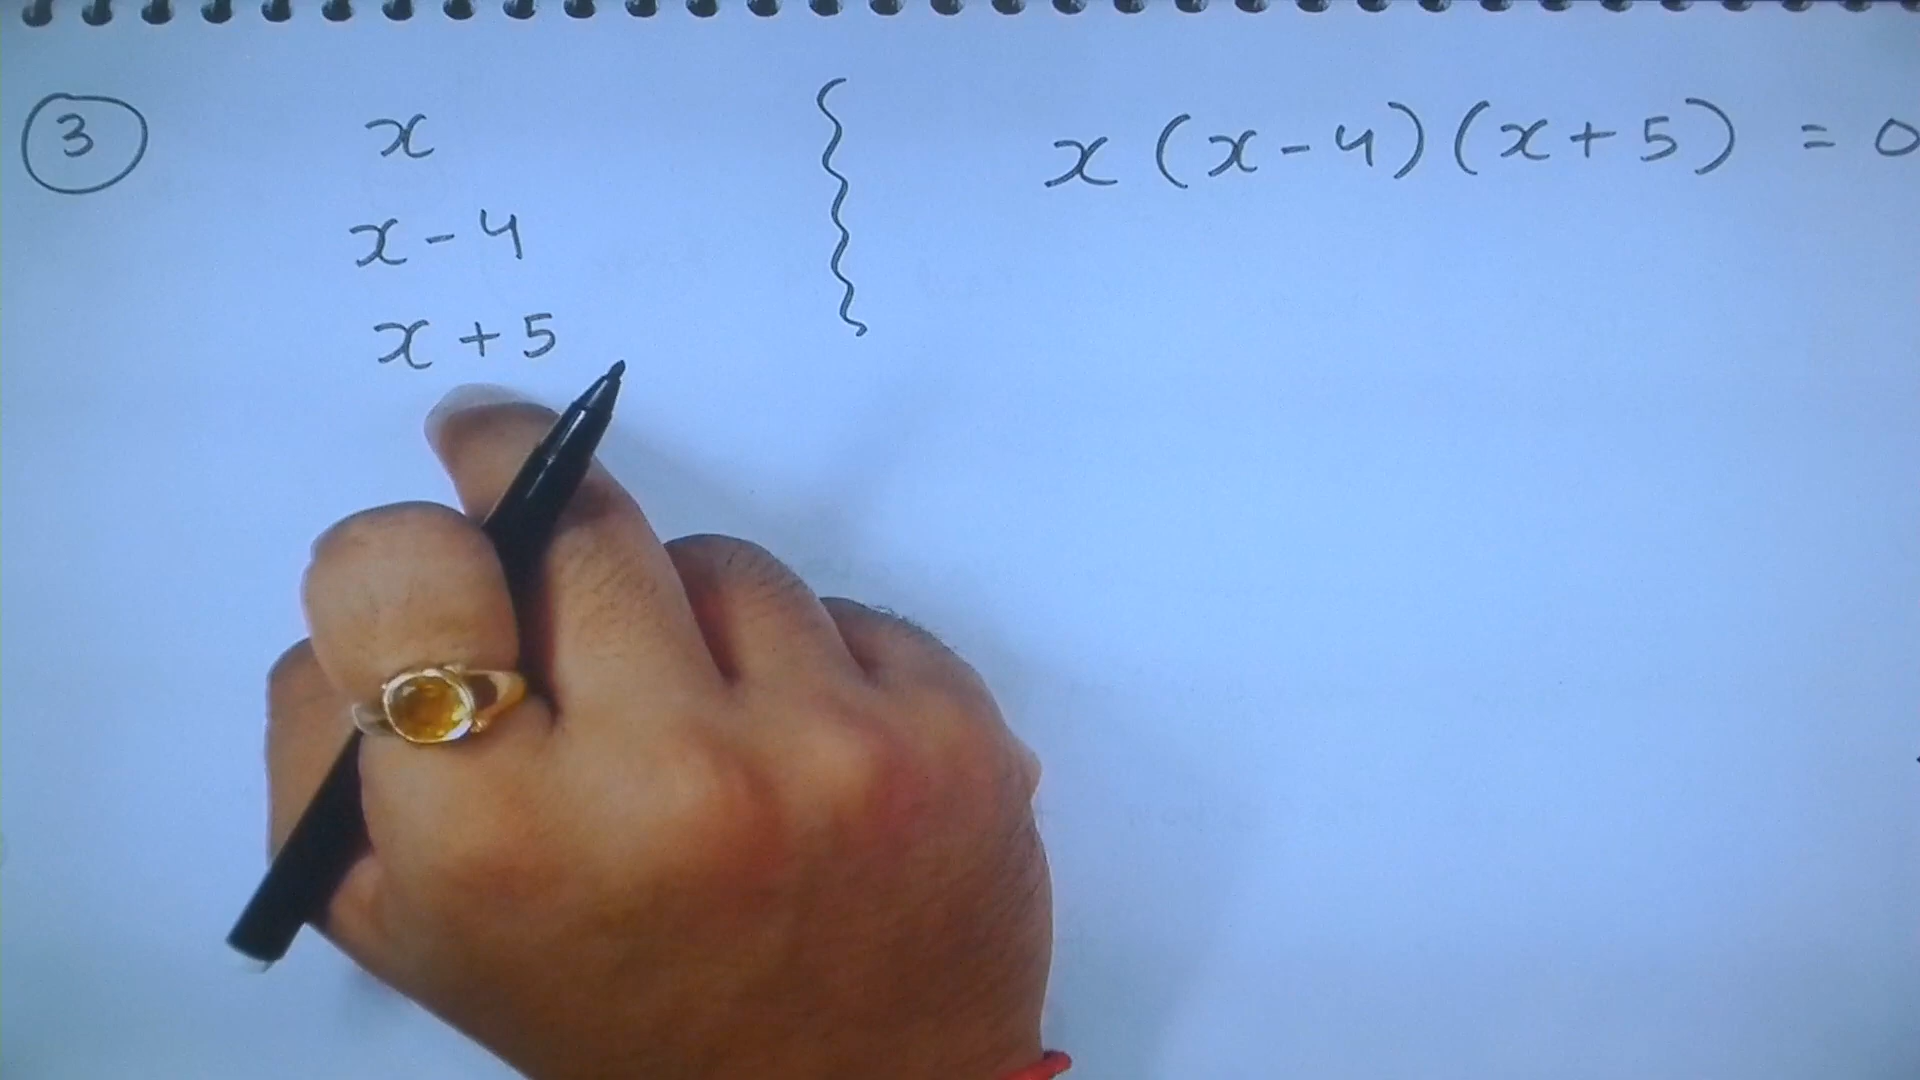 3
x
x - 4
x + 5
x (x - 4) (x + 5) = 0